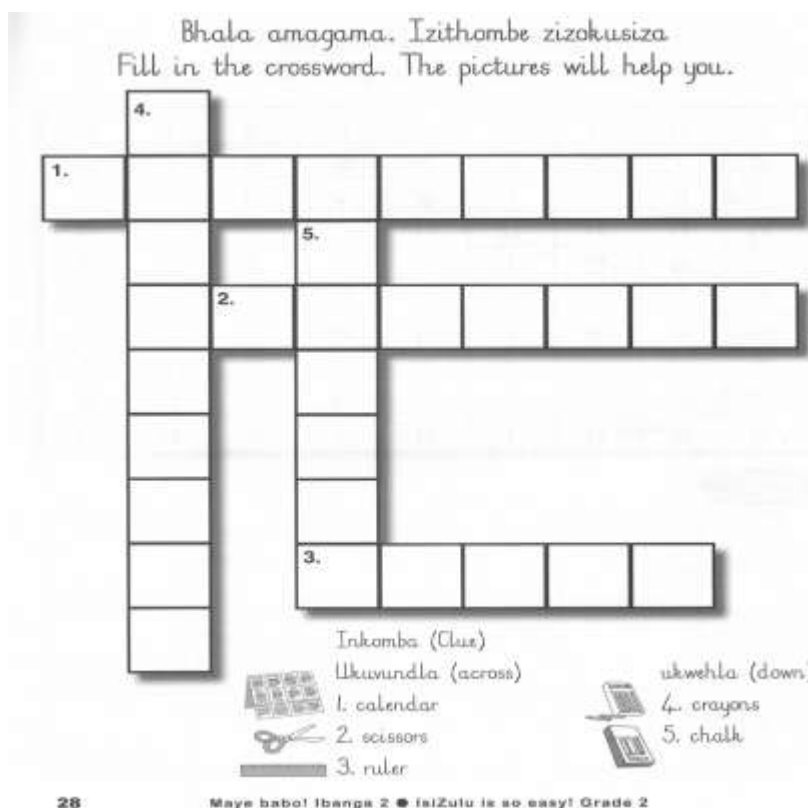 Bhala amagama. Izithombe zizokusiza
Fill in the crossword. The pictures will help you.
4.
1.
5.
2.
3.
Inkomba (Clue)
Ukuvundla (across)
ukwehla (down)
1. calendar
4. crayons
2. scissors
5. chalk
3. ruler
28 Maye babo! Ibanga 2 ● IsiZulu is so easy! Grade 2